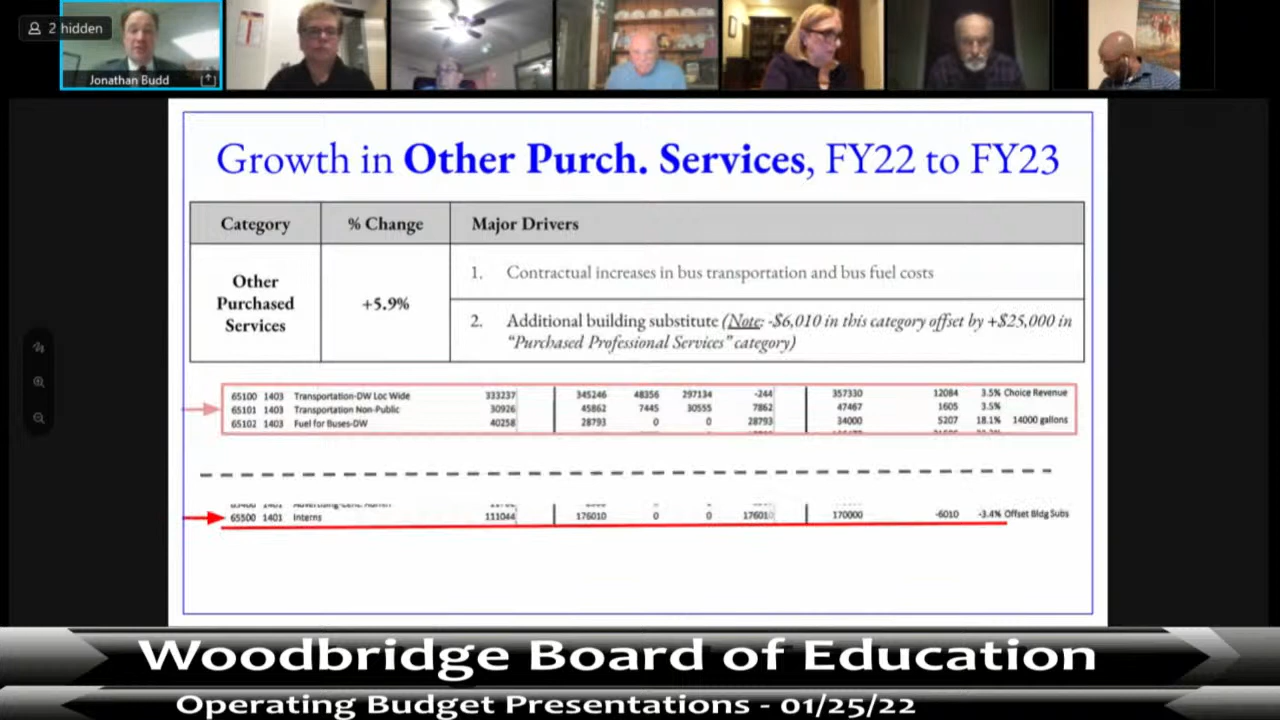 2 hidden
Jonathan Budd
Growth in Other Purch. Services, FY22 to FY23
Category % Change Major Drivers
Other Purchased Services +5.9%
1. Contractual increases in bus transportation and bus fuel costs
2. Additional building substitute (Note: -$6,010 in this category offset by +$25,000 in
“Purchased Professional Services” category)
65100 1403 Transportation-DW Loc Wide 333237 345246 48356 297134 -244 357330 12084 3.5% Choice Revenue
65101 1403 Transportation Non-Public 30926 45862 7445 30555 7862 47467 1605 3.5%
65102 1403 Fuel for Buses-DW 40258 28793 0 0 28793 34000 5207 18.1% 14000 gallons
65500 1401 Interns 111044 176010 0 0 176010 170000 -6010 -3.4% Offset Bldg Subs
Woodbridge Board of Education
Operating Budget Presentations - 01/25/22